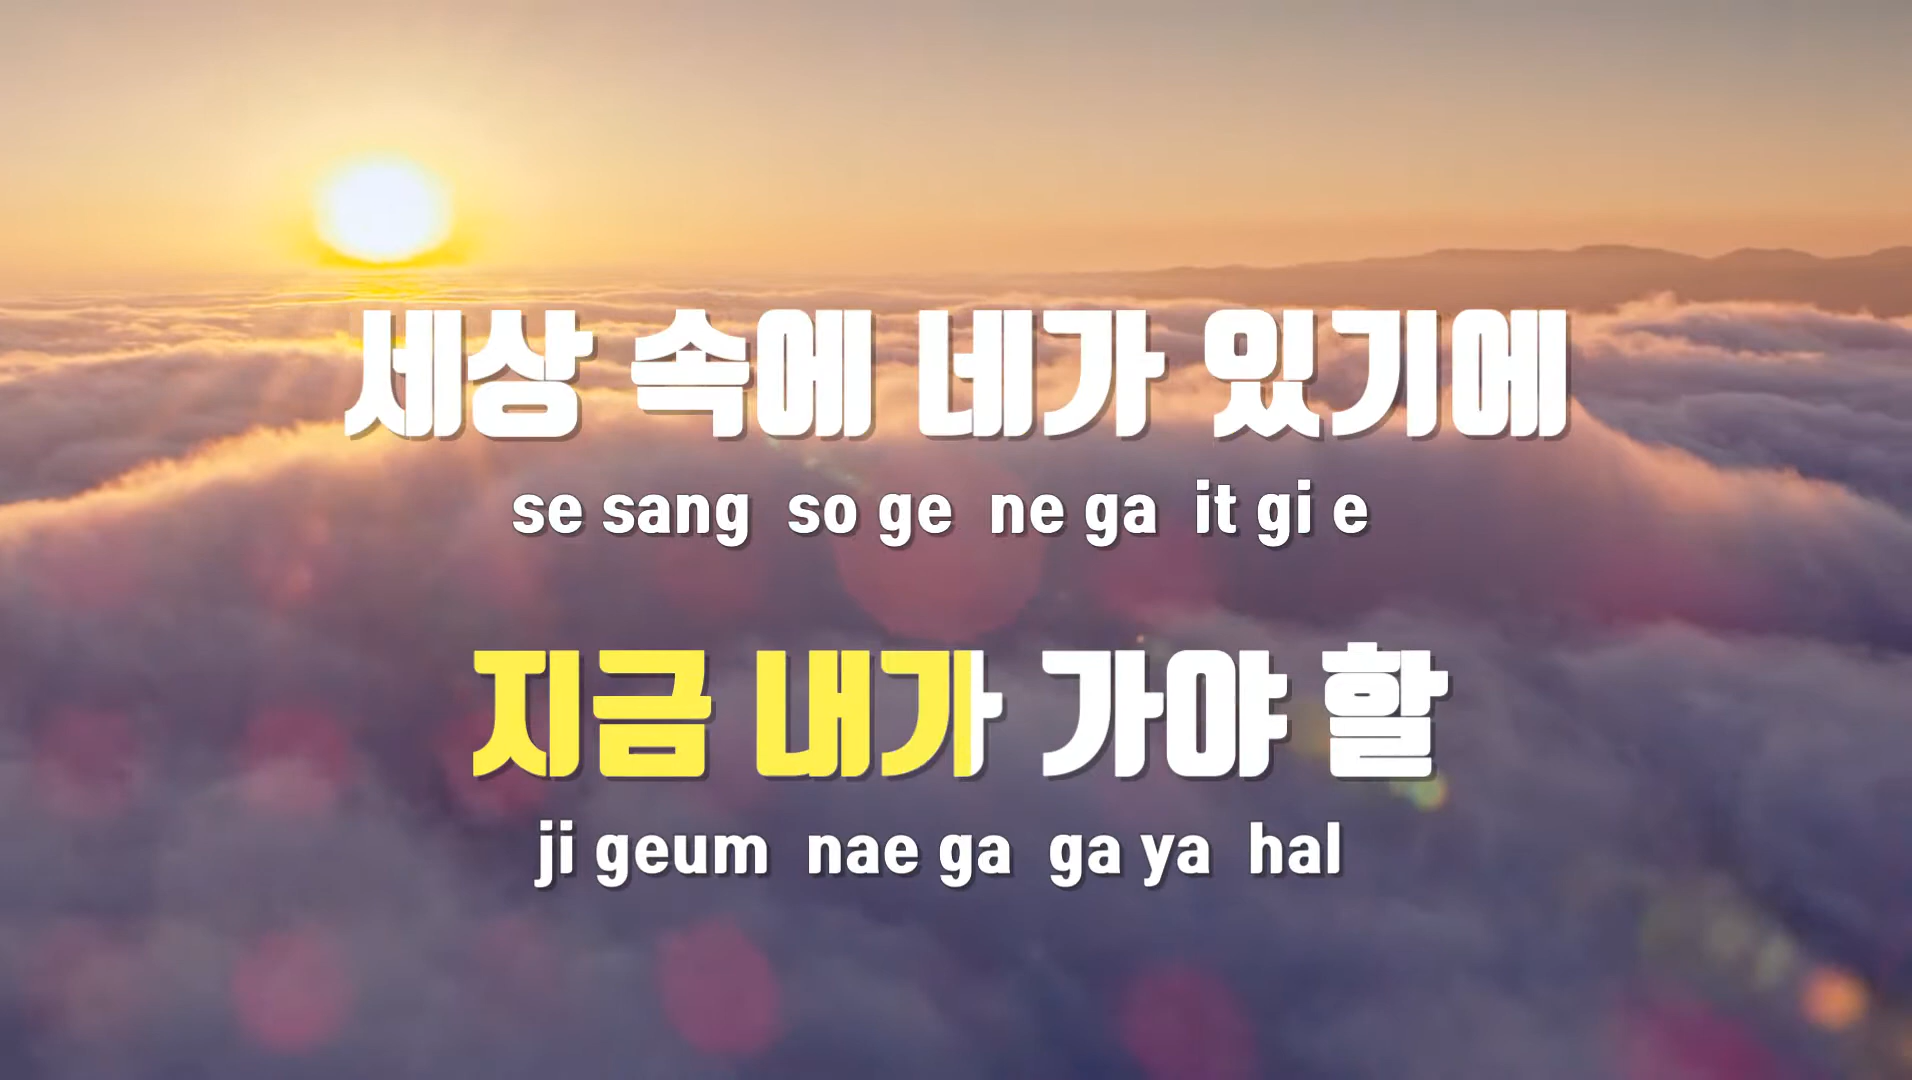 세상 속에 네가 있기에
se sang so ge ne ga it gi e
지금 내가 가야 할
ji geum nae ga ga ya hal